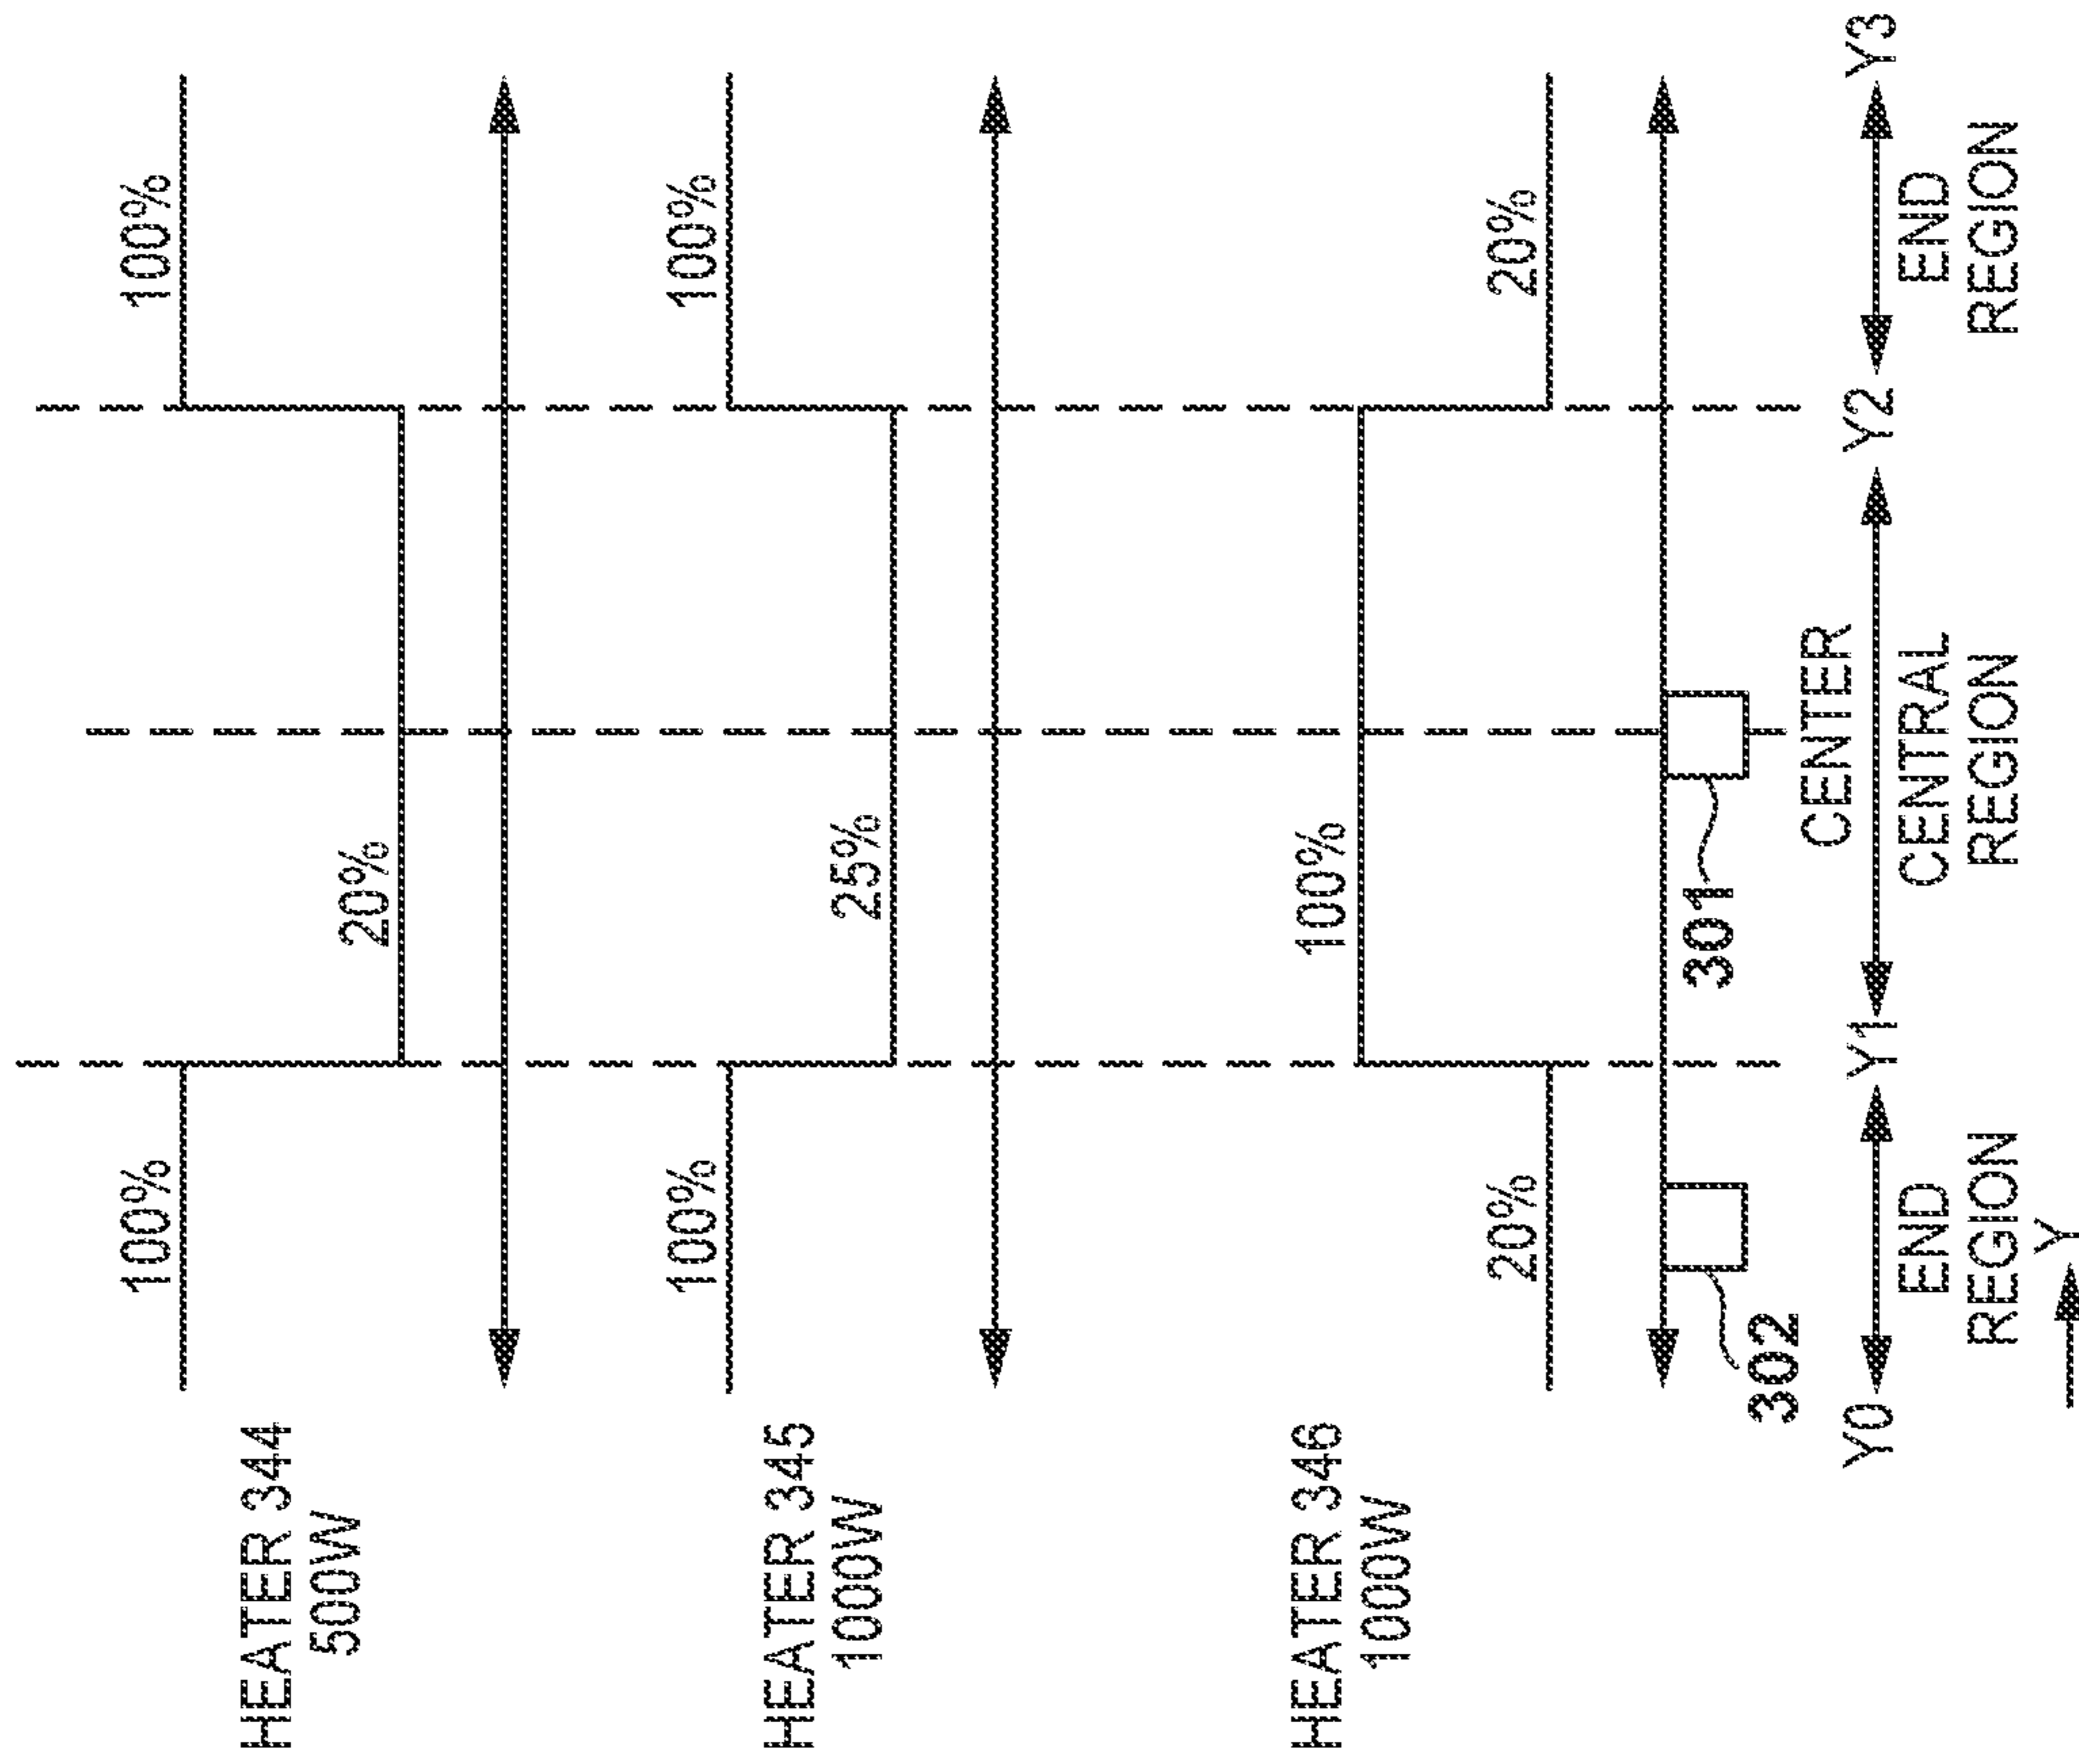 HEATER 344
500W
100%
20%
100%
HEATER 345
1000W
100%
25%
100%
HEATER 346
1000W
20%
100%
20%
302
301
CENTER
Y0
Y1
Y2
Y3
END
REGION
CENTRAL
REGION
END
REGION
Y